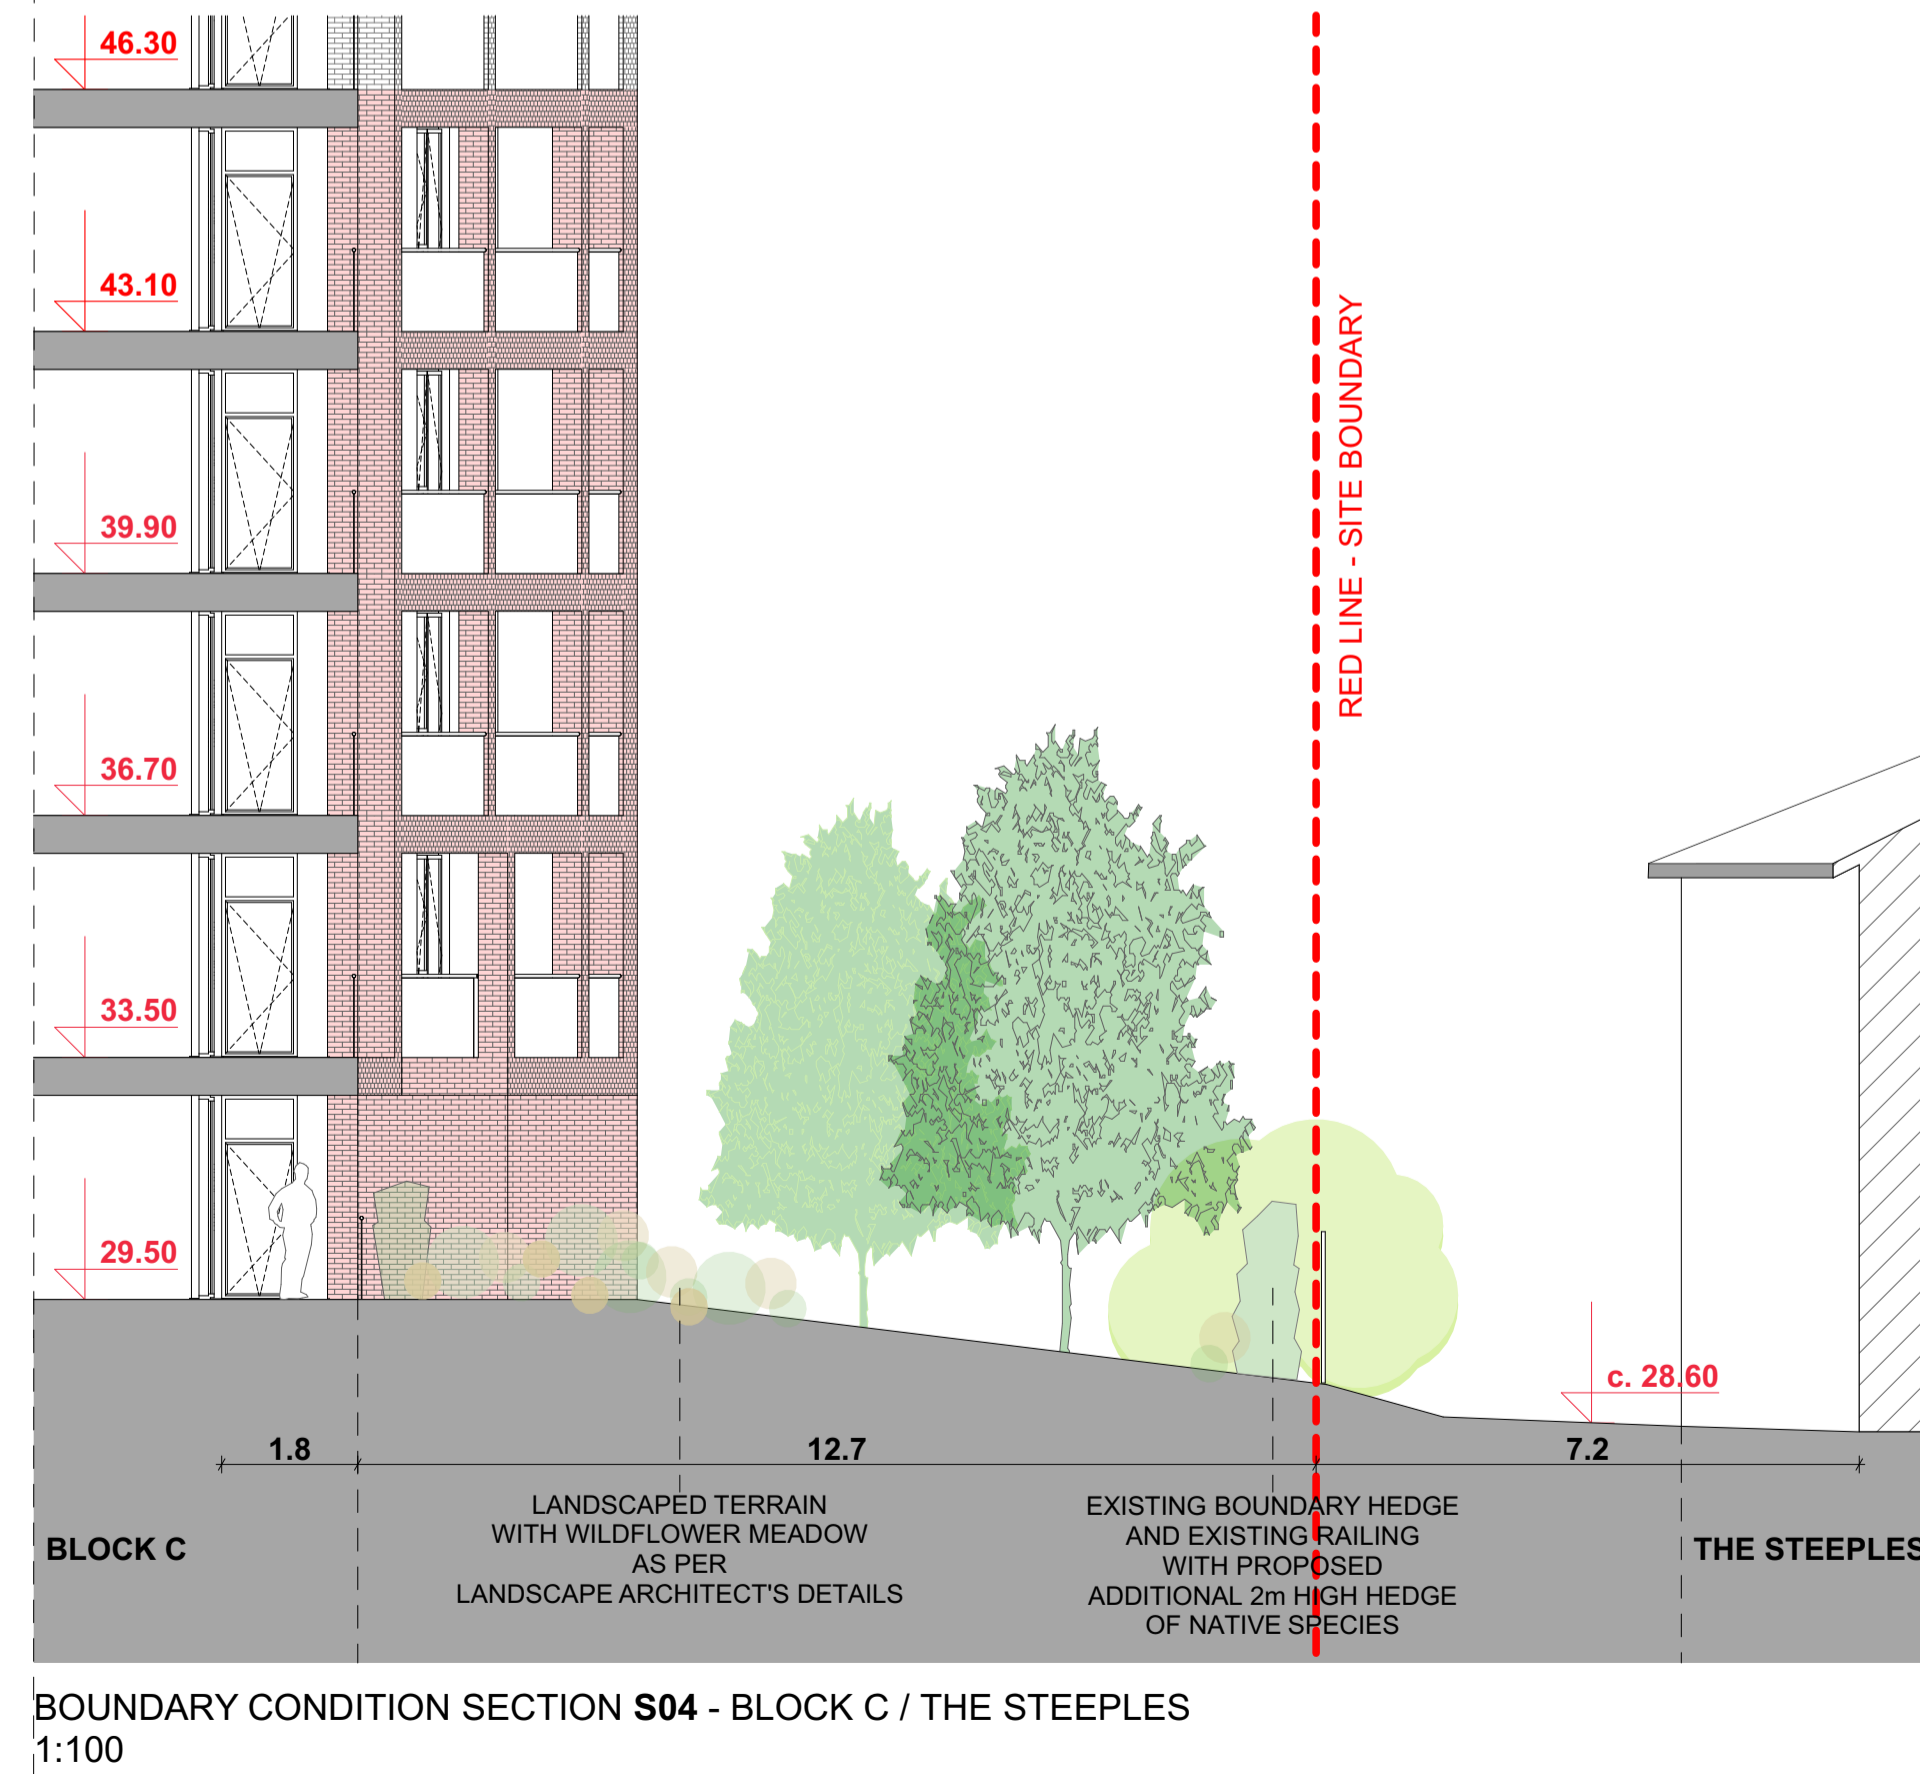 46.30
43.10
39.90
36.70
33.50
29.50
RED LINE - SITE BOUNDARY
c. 28.60
1.8
12.7
7.2
BLOCK C
LANDSCAPED TERRAIN
WITH WILDFLOWER MEADOW
AS PER
LANDSCAPE ARCHITECT'S DETAILS
EXISTING BOUNDARY HEDGE
AND EXISTING RAILING
WITH PROPOSED
ADDITIONAL 2m HIGH HEDGE
OF NATIVE SPECIES
THE STEEPLES
BOUNDARY CONDITION SECTION S04 - BLOCK C / THE STEEPLES
1:100